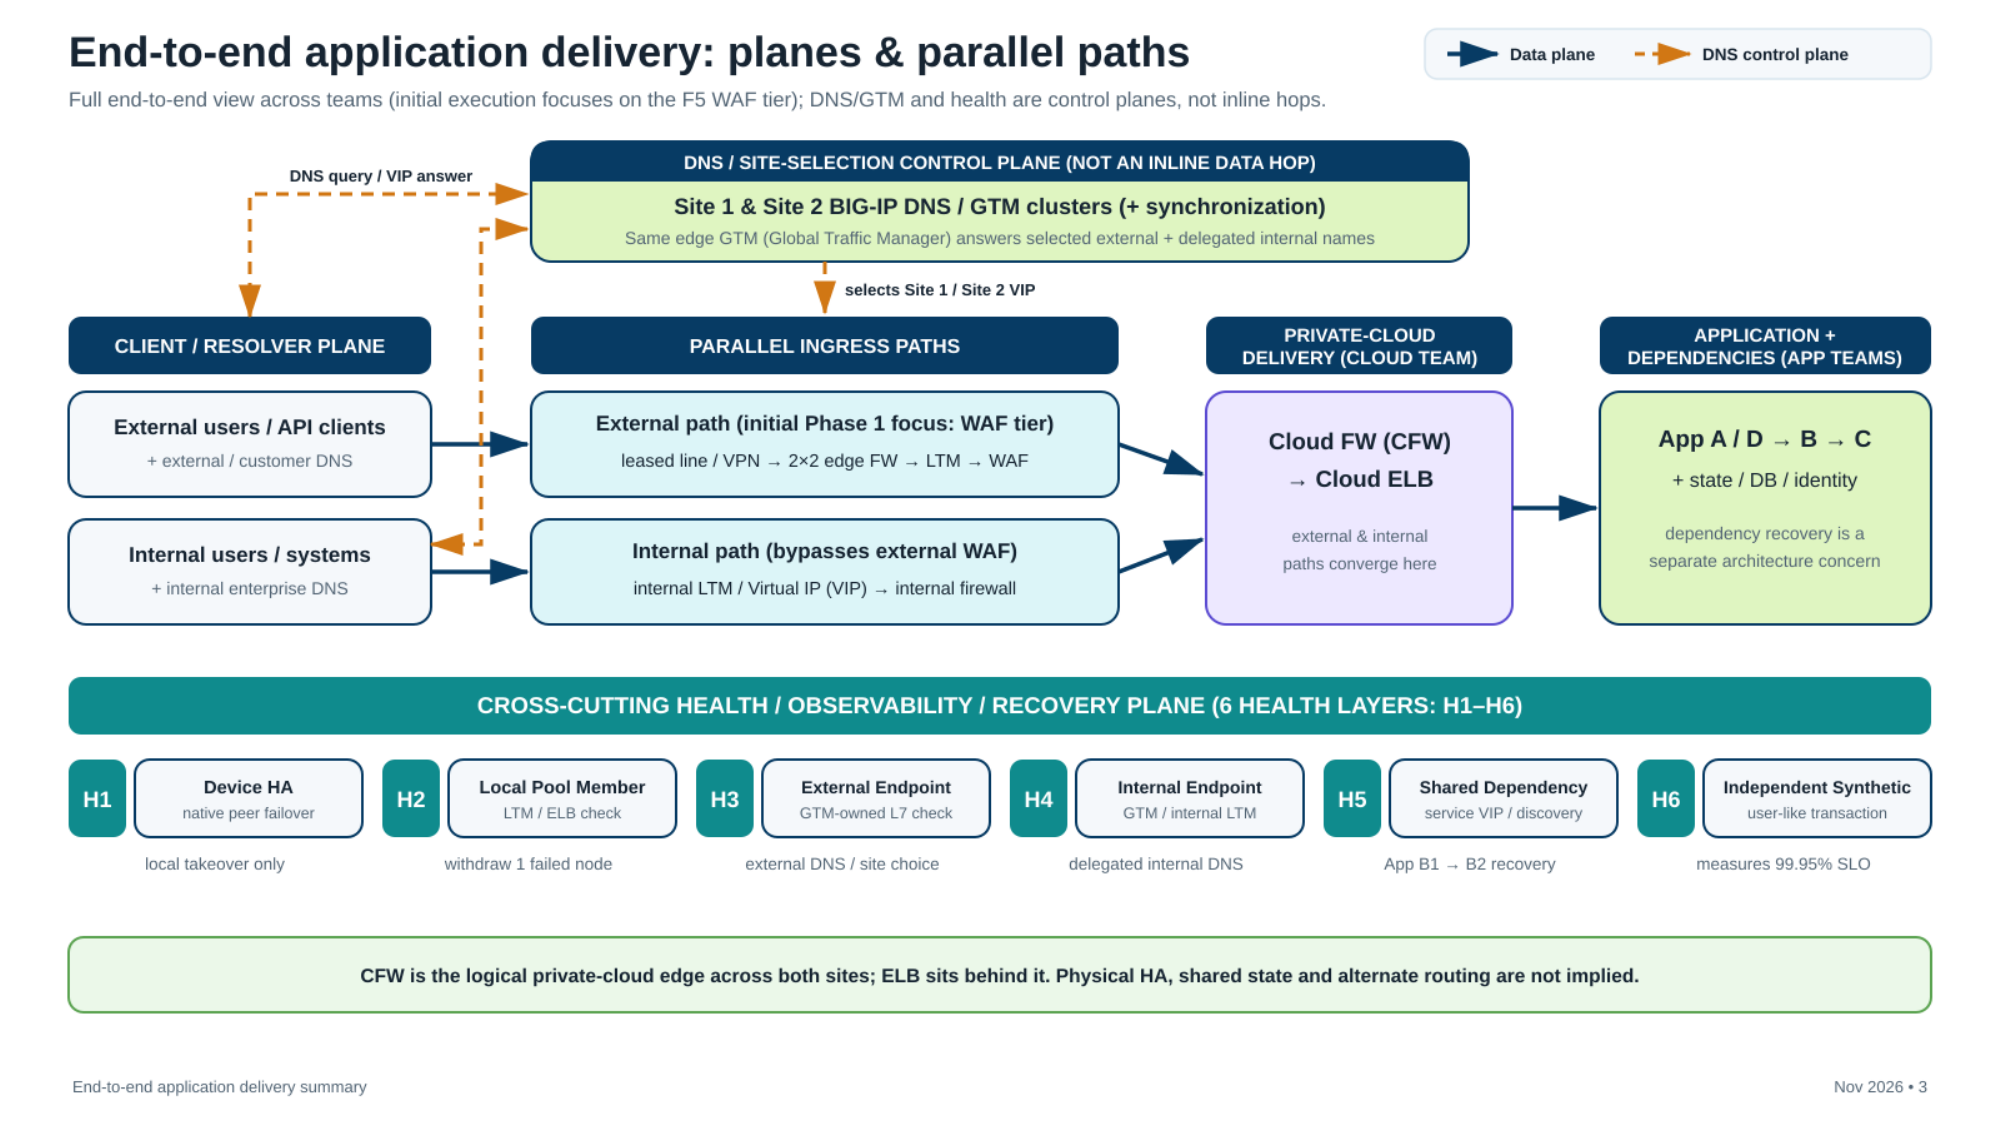 End-to-end application delivery: planes & parallel paths
Data plane
DNS control plane
Full end-to-end view across teams (initial execution focuses on the F5 WAF tier); DNS/GTM and health are control planes, not inline hops.
DNS query / VIP answer
DNS / SITE-SELECTION CONTROL PLANE (NOT AN INLINE DATA HOP)
Site 1 & Site 2 BIG-IP DNS / GTM clusters (+ synchronization)
Same edge GTM (Global Traffic Manager) answers selected external + delegated internal names
selects Site 1 / Site 2 VIP
CLIENT / RESOLVER PLANE
External users / API clients
+ external / customer DNS
Internal users / systems
+ internal enterprise DNS
PARALLEL INGRESS PATHS
External path (initial Phase 1 focus: WAF tier)
leased line / VPN → 2×2 edge FW → LTM → WAF
Internal path (bypasses external WAF)
internal LTM / Virtual IP (VIP) → internal firewall
PRIVATE-CLOUD
DELIVERY (CLOUD TEAM)
Cloud FW (CFW)
→ Cloud ELB
external & internal
paths converge here
APPLICATION +
DEPENDENCIES (APP TEAMS)
App A / D → B → C
+ state / DB / identity
dependency recovery is a
separate architecture concern
CROSS-CUTTING HEALTH / OBSERVABILITY / RECOVERY PLANE (6 HEALTH LAYERS: H1–H6)
H1
Device HA
native peer failover
local takeover only
H2
Local Pool Member
LTM / ELB check
withdraw 1 failed node
H3
External Endpoint
GTM-owned L7 check
external DNS / site choice
H4
Internal Endpoint
GTM / internal LTM
delegated internal DNS
H5
Shared Dependency
service VIP / discovery
App B1 → B2 recovery
H6
Independent Synthetic
user-like transaction
measures 99.95% SLO
CFW is the logical private-cloud edge across both sites; ELB sits behind it. Physical HA, shared state and alternate routing are not implied.
End-to-end application delivery summary
Nov 2026 • 3